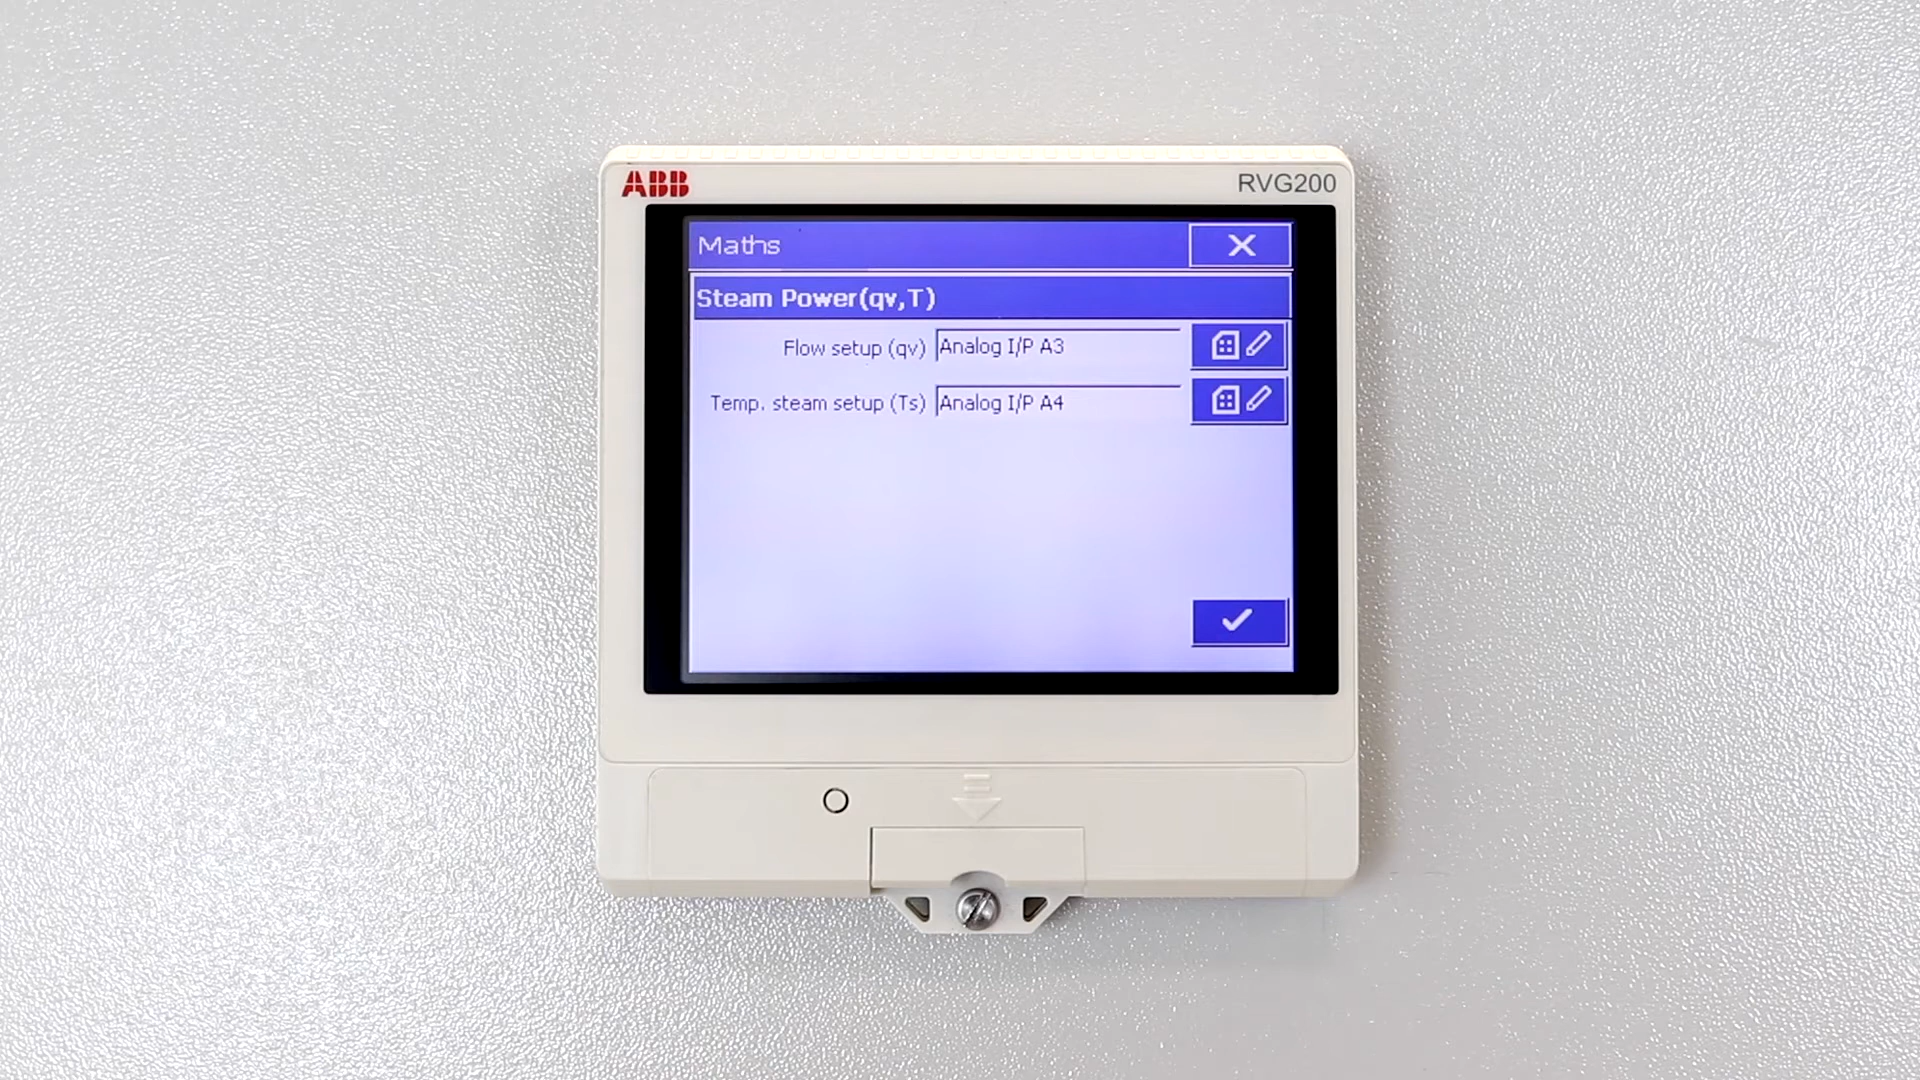 ABB
RVG200
Maths
Steam Power(qv,T)
Flow setup (qv) Analog I/P A3
Temp. steam setup (Ts) Analog I/P A4